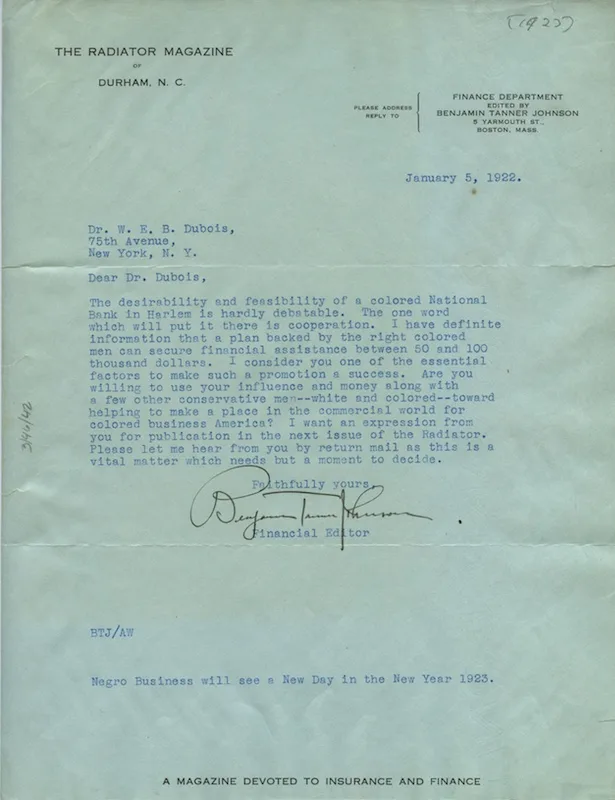 (1923)
THE RADIATOR MAGAZINE
OF
DURHAM, N. C.
PLEASE ADDRESS
REPLY TO
FINANCE DEPARTMENT
EDITED BY
BENJAMIN TANNER JOHNSON
5 YARMOUTH ST.,
BOSTON, MASS
January 5, 1922.
Dr. W. E. B. Dubois,
75th Avenue,
New York, N. Y.
Dear Dr. Dubois,
The desirability and feasibility of a colored National
Bank in Harlem is hardly debatable. The one word
which will put it there is cooperation. I have definite
information that a plan backed by the right colored
men can secure financial assistance between 50 and 100
thousand dollars. I consider you one of the essential
factors to make such a promotion a success. Are you
willing to use your influence and money along with
a few other conservative men--white and colored--toward
helping to make a place in the commercial world for
colored business America? I want an expression from
you for publication in the next issue of the Radiator.
Please let me hear from you by return mail as this is a
vital matter which needs but a moment to decide.
Faithfully yours,
Benjamin Tanner Johnson
Financial Editor
BTJ/AW
Negro Business will see a New Day in the New Year 1923.
A MAGAZINE DEVOTED TO INSURANCE AND FINANCE